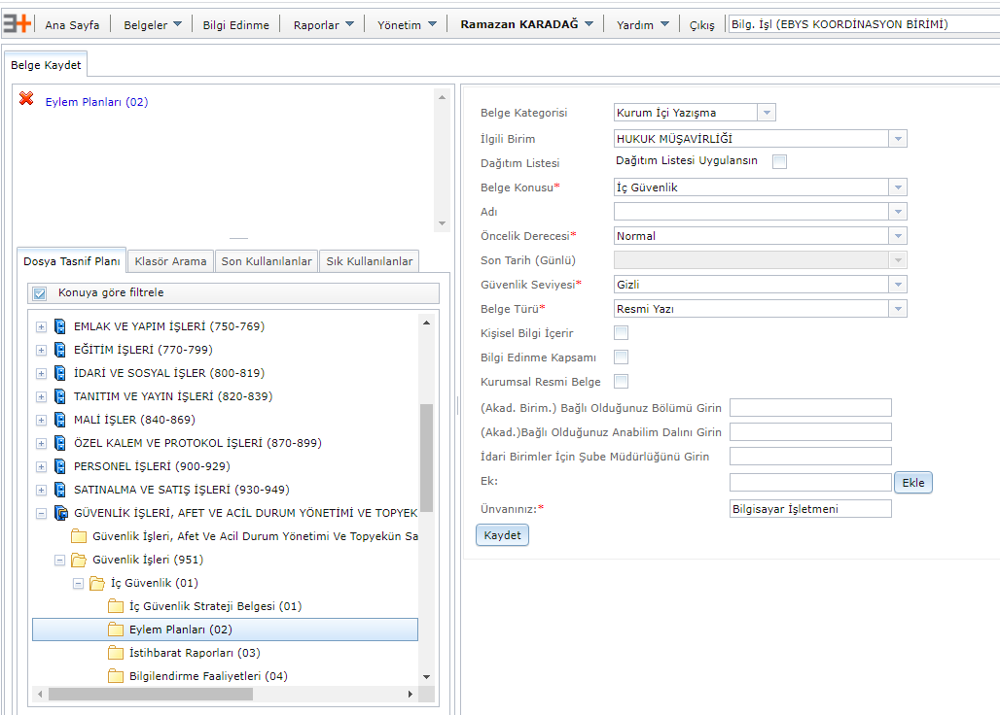 Ana Sayfa Belgeler Bilgi Edinme Raporlar Yönetim Ramazan KARADAĞ Yardım Çıkış Bilg. İşl (EBYS KOORDİNASYON BİRİMİ)
Belge Kaydet
Eylem Planları (02)
Dosya Tasnif Planı Klasör Arama Son Kullanılanlar Sık Kullanılanlar
Konuya göre filtrele
EMLAK VE YAPIM İŞLERİ (750-769)
EĞİTİM İŞLERİ (770-799)
İDARİ VE SOSYAL İŞLER (800-819)
TANITIM VE YAYIN İŞLERİ (820-839)
MALİ İŞLER (840-869)
ÖZEL KALEM VE PROTOKOL İŞLERİ (870-899)
PERSONEL İŞLERİ (900-929)
SATINALMA VE SATIŞ İŞLERİ (930-949)
GÜVENLİK İŞLERİ, AFET VE ACİL DURUM YÖNETİMİ VE TOPYEK
Güvenlik İşleri, Afet Ve Acil Durum Yönetimi Ve Topyekün Sa
Güvenlik İşleri (951)
İç Güvenlik (01)
İç Güvenlik Strateji Belgesi (01)
Eylem Planları (02)
İstihbarat Raporları (03)
Bilgilendirme Faaliyetleri (04)
Belge Kategorisi Kurum İçi Yazışma
İlgili Birim HUKUK MÜŞAVİRLİĞİ
Dağıtım Listesi Dağıtım Listesi Uygulansın
Belge Konusu* İç Güvenlik
Adı
Öncelik Derecesi* Normal
Son Tarih (Günlü)
Güvenlik Seviyesi* Gizli
Belge Türü* Resmi Yazı
Kişisel Bilgi İçerir
Bilgi Edinme Kapsamı
Kurumsal Resmi Belge
(Akad. Birim.) Bağlı Olduğunuz Bölümü Girin
(Akad.)Bağlı Olduğunuz Anabilim Dalını Girin
İdari Birimler İçin Şube Müdürlüğünü Girin
Ek: Ekle
Ünvanınız:* Bilgisayar İşletmeni
Kaydet